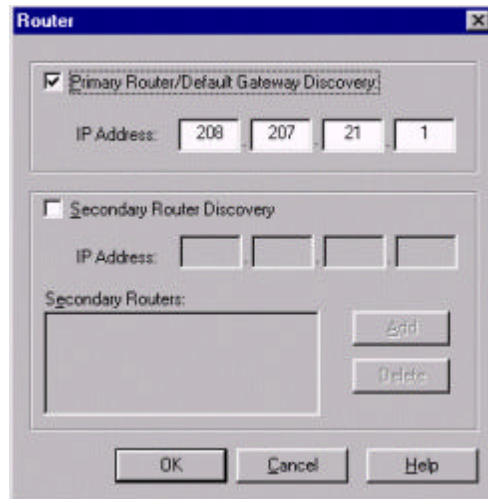 Router
Primary Router/Default Gateway Discovery:
IP Address: 208 . 207 . 21 . 1
Secondary Router Discovery
IP Address: . . .
Secondary Routers:
Add
Delete
OK Cancel Help